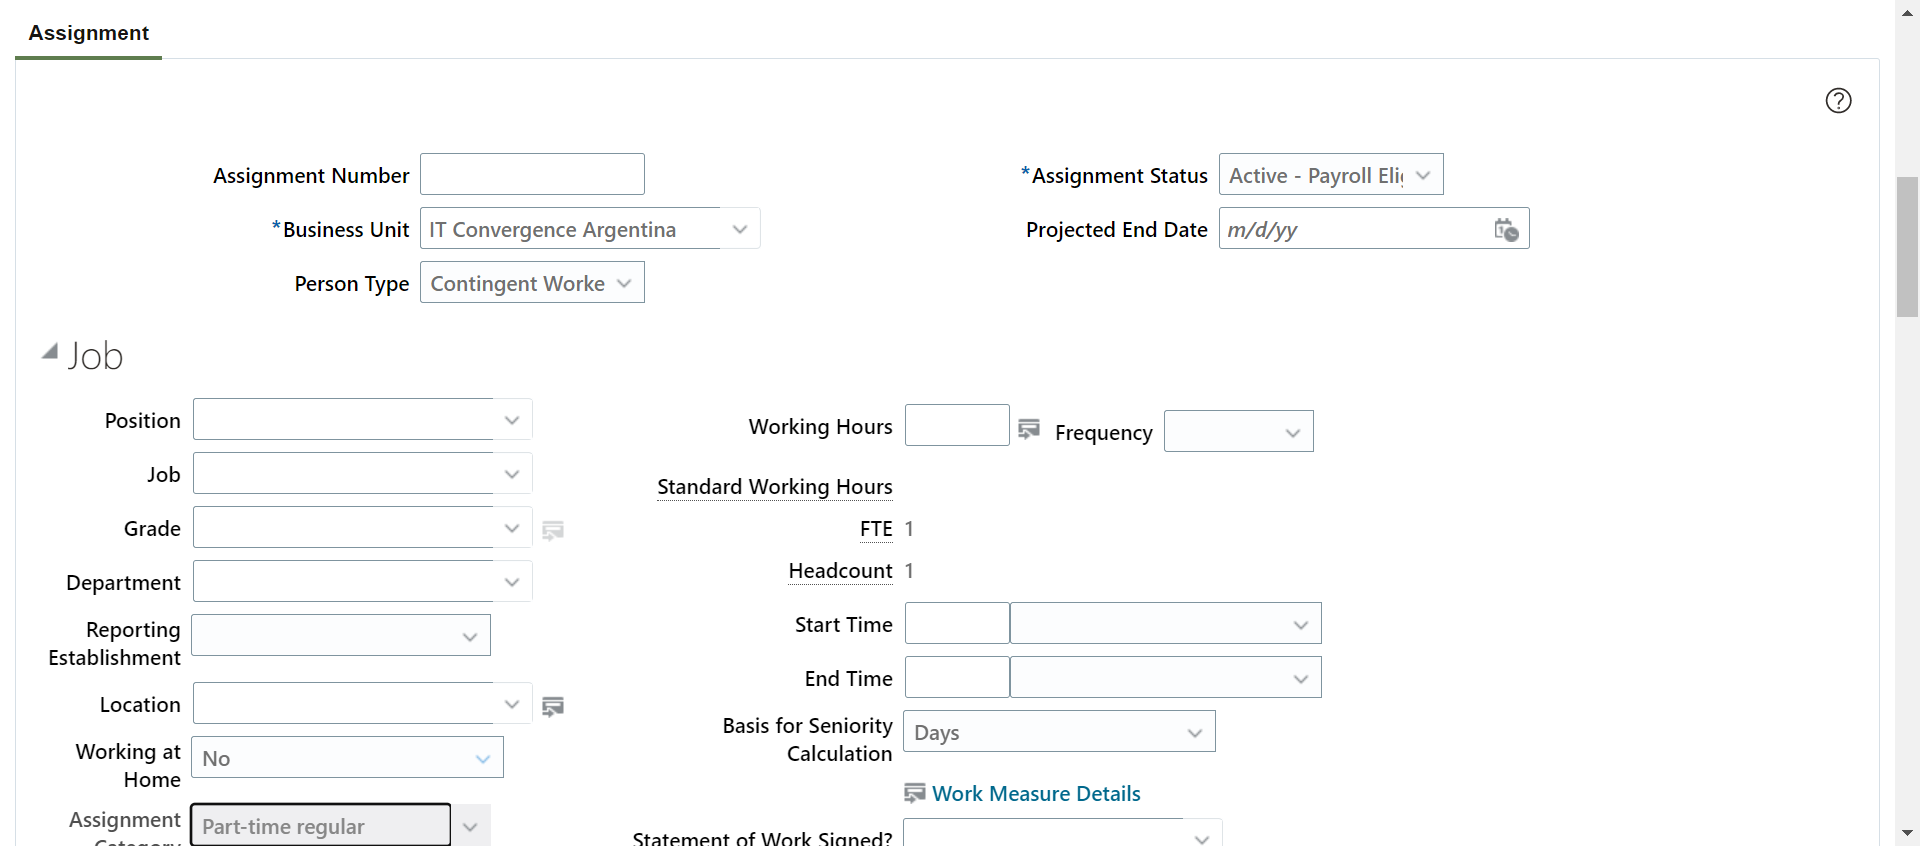 Assignment
Assignment Number
*Assignment Status Active - Payroll Elig
*Business Unit IT Convergence Argentina
Projected End Date m/d/yy
Person Type Contingent Worke
Job
Position
Working Hours
Frequency
Job
Standard Working Hours
Grade
FTE 1
Department
Headcount 1
Reporting
Establishment
Start Time
Location
End Time
Working at
Home
No
Basis for Seniority
Calculation
Days
Work Measure Details
Assignment
Category
Part-time regular
Statement of Work Signed?